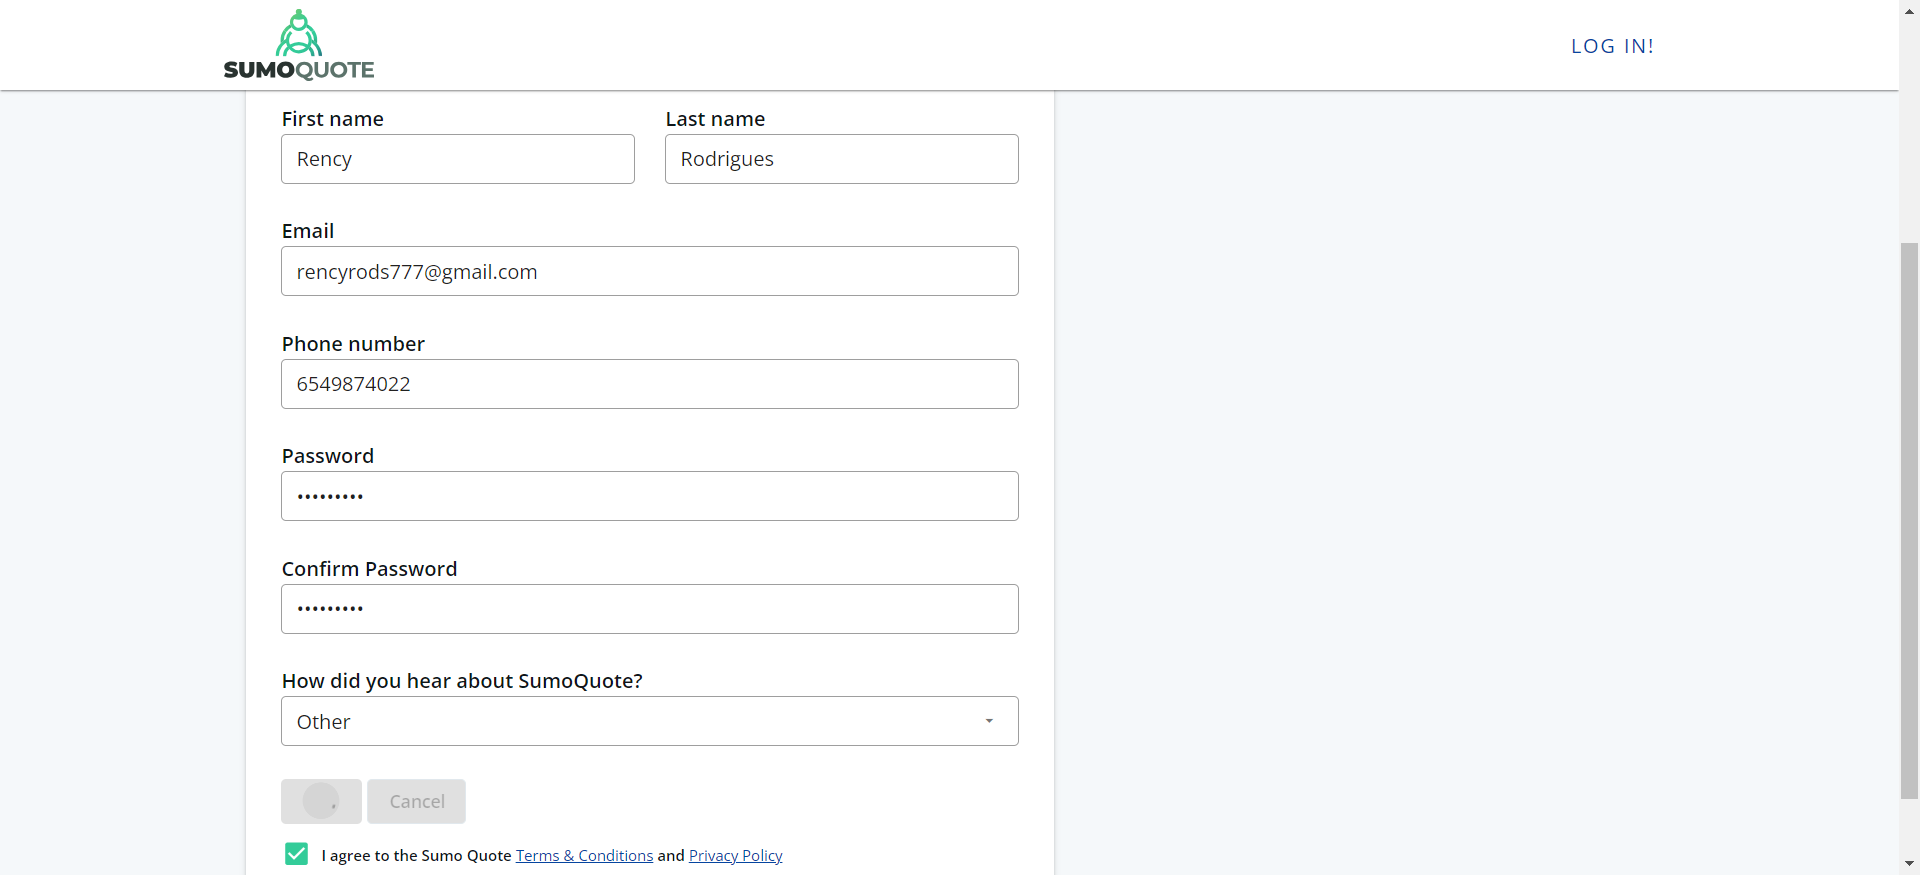 SUMOQUOTE
LOG IN!
First name
Last name
Rency
Rodrigues
Email
rencyrods777@gmail.com
Phone number
6549874022
Password
•••••••••
Confirm Password
•••••••••
How did you hear about SumoQuote?
Other
Cancel
I agree to the Sumo Quote Terms & Conditions and Privacy Policy